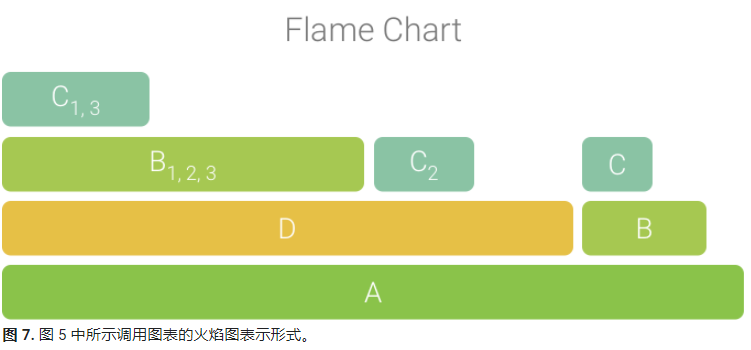 Flame Chart
C1, 3
B1, 2, 3
C2
C
D
B
A
图 7. 图 5 中所示调用图表的火焰图表示形式。